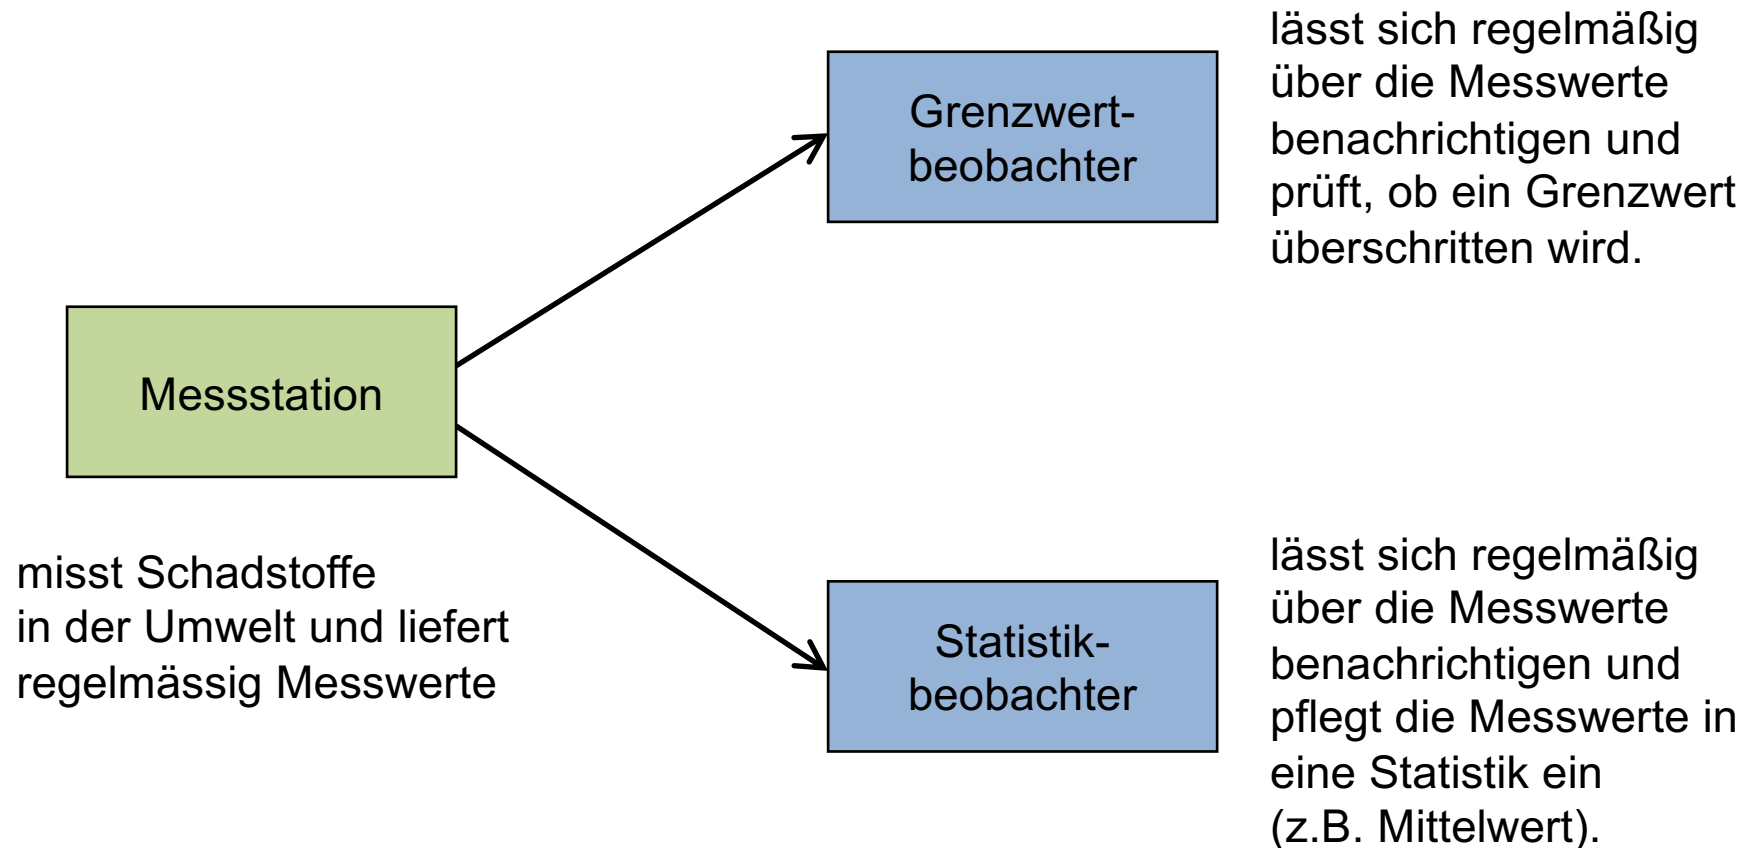 lässt sich regelmäßig
über die Messwerte
benachrichtigen und
prüft, ob ein Grenzwert
überschritten wird.
Grenzwert-
beobachter
Messstation
misst Schadstoffe
in der Umwelt und liefert
regelmässig Messwerte
Statistik-
beobachter
lässt sich regelmäßig
über die Messwerte
benachrichtigen und
pflegt die Messwerte in
eine Statistik ein
(z.B. Mittelwert).